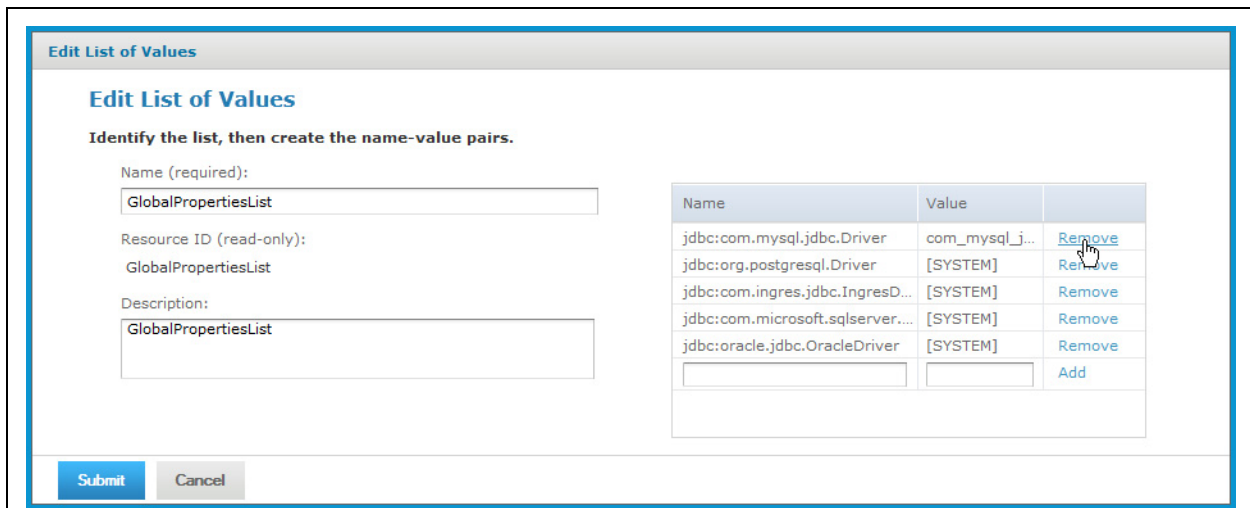 Edit List of Values
Edit List of Values
Identify the list, then create the name-value pairs.
Name (required):
GlobalPropertiesList
Resource ID (read-only):
GlobalPropertiesList
Description:
GlobalPropertiesList
Name Value
jdbc:com.mysql.jdbc.Driver com_mysql_j... Remove
jdbc:org.postgresql.Driver [SYSTEM] Remove
jdbc:com.ingres.jdbc.IngresD... [SYSTEM] Remove
jdbc:com.microsoft.sqlserver.... [SYSTEM] Remove
jdbc:oracle.jdbc.OracleDriver [SYSTEM] Remove
Add
Submit Cancel